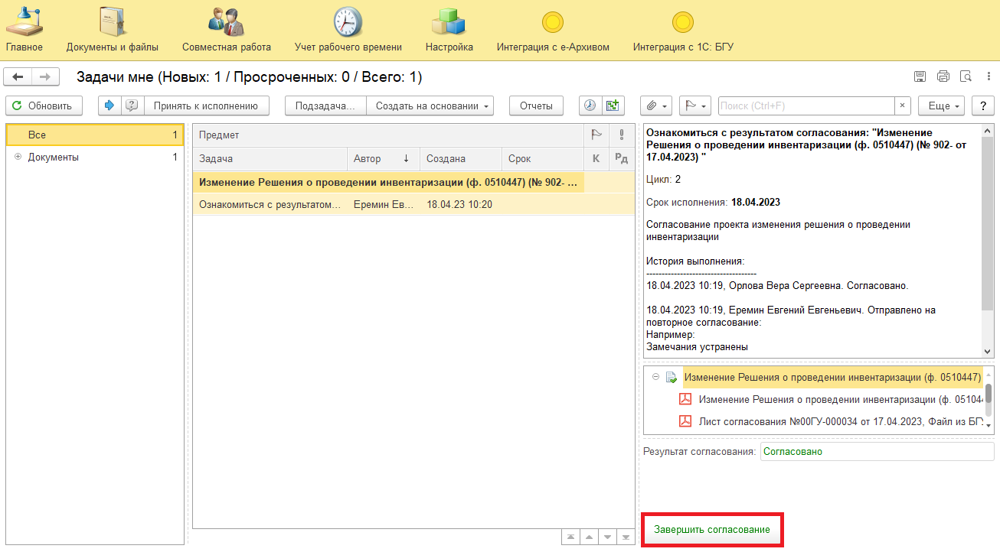 Главное
Документы и файлы
Совместная работа
Учет рабочего времени
Настройка
Интеграция с е-Архивом
Интеграция с 1С: БГУ
Задачи мне (Новых: 1 / Просроченных: 0 / Всего: 1)
Обновить
Принять к исполнению
Подзадача...
Создать на основании
Отчеты
Поиск (Ctrl+F)
×
Еще
?
Все 1
Документы 1
Предмет
Задача Автор ↓ Создана Срок К Рд
Изменение Решения о проведении инвентаризации (ф. 0510447) (№ 902- ...
Ознакомиться с результатом... Еремин Ев... 18.04.23 10:20
Ознакомиться с результатом согласования: "Изменение
Решения о проведении инвентаризации (ф. 0510447) (№ 902- от
17.04.2023) "
Цикл: 2
Срок исполнения: 18.04.2023
Согласование проекта изменения решения о проведении
инвентаризации
История выполнения:
------------------------------------
18.04.2023 10:19, Орлова Вера Сергеевна. Согласовано.
18.04.2023 10:19, Еремин Евгений Евгеньевич. Отправлено на
повторное согласование:
Например:
Замечания устранены
Изменение Решения о проведении инвентаризации (ф. 0510447)
Изменение Решения о проведении инвентаризации (ф. 05104
Лист согласования №00ГУ-000034 от 17.04.2023, Файл из БГ
Результат согласования: Согласовано
Завершить согласование